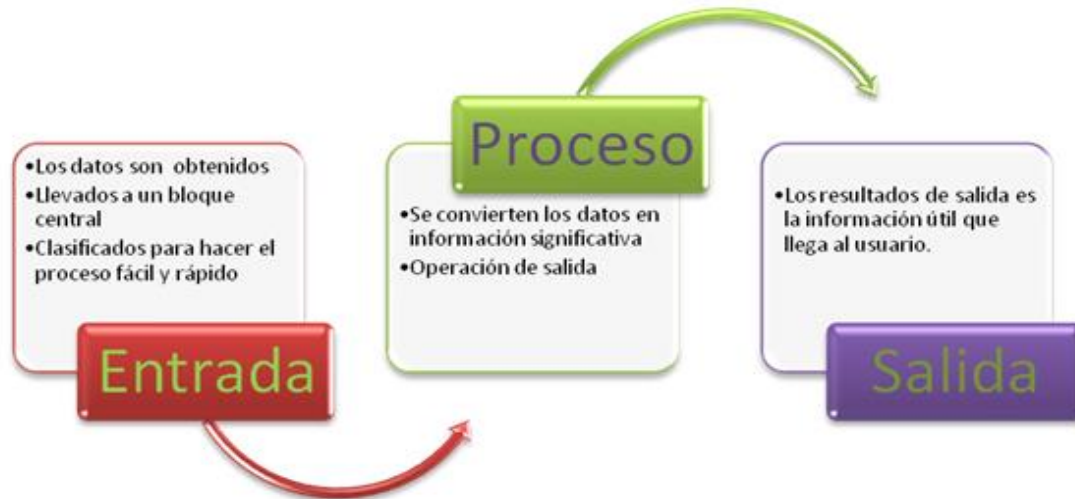 •Los datos son obtenidos
•Llevados a un bloque
central
•Clasificados para hacer el
proceso fácil y rápido
Entrada
Proceso
•Se convierten los datos en
información significativa
•Operación de salida
•Los resultados de salida es
la información útil que
llega al usuario.
Salida